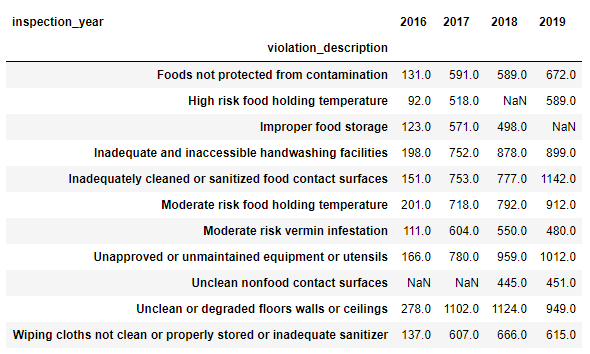 inspection_year 2016 2017 2018 2019
violation_description
Foods not protected from contamination 131.0 591.0 589.0 672.0
High risk food holding temperature 92.0 518.0 NaN 589.0
Improper food storage 123.0 571.0 498.0 NaN
Inadequate and inaccessible handwashing facilities 198.0 752.0 878.0 899.0
Inadequately cleaned or sanitized food contact surfaces 151.0 753.0 777.0 1142.0
Moderate risk food holding temperature 201.0 718.0 792.0 912.0
Moderate risk vermin infestation 111.0 604.0 550.0 480.0
Unapproved or unmaintained equipment or utensils 166.0 780.0 959.0 1012.0
Unclean nonfood contact surfaces NaN NaN 445.0 451.0
Unclean or degraded floors walls or ceilings 278.0 1102.0 1124.0 949.0
Wiping cloths not clean or properly stored or inadequate sanitizer 137.0 607.0 666.0 615.0